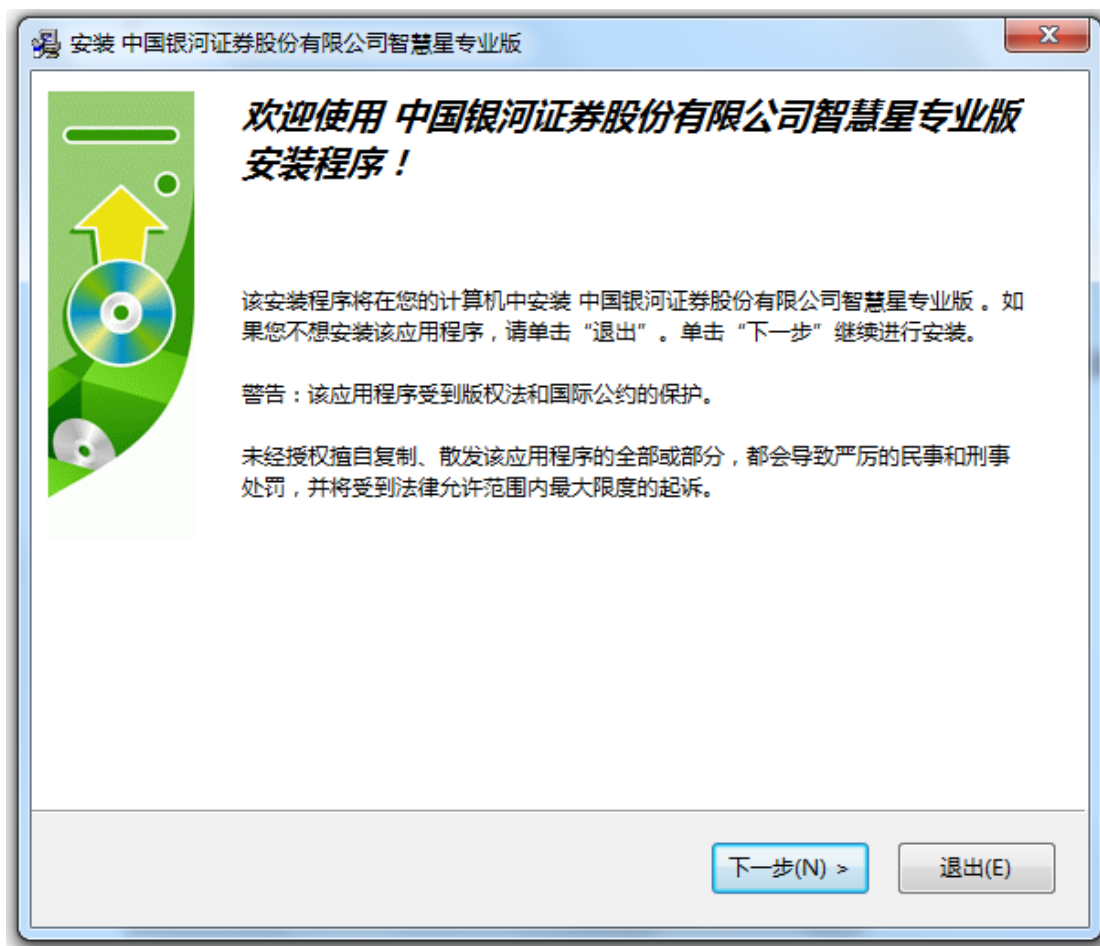 安装 中国银河证券股份有限公司智慧星专业版
欢迎使用 中国银河证券股份有限公司智慧星专业版
安装程序！
该安装程序将在您的计算机中安装 中国银河证券股份有限公司智慧星专业版 。如
果您不想安装该应用程序，请单击“退出”。单击“下一步”继续进行安装。
警告：该应用程序受到版权法和国际公约的保护。
未经授权擅自复制、散发该应用程序的全部或部分，都会导致严厉的民事和刑事
处罚，并将受到法律允许范围内最大限度的起诉。
下一步(N) >
退出(E)